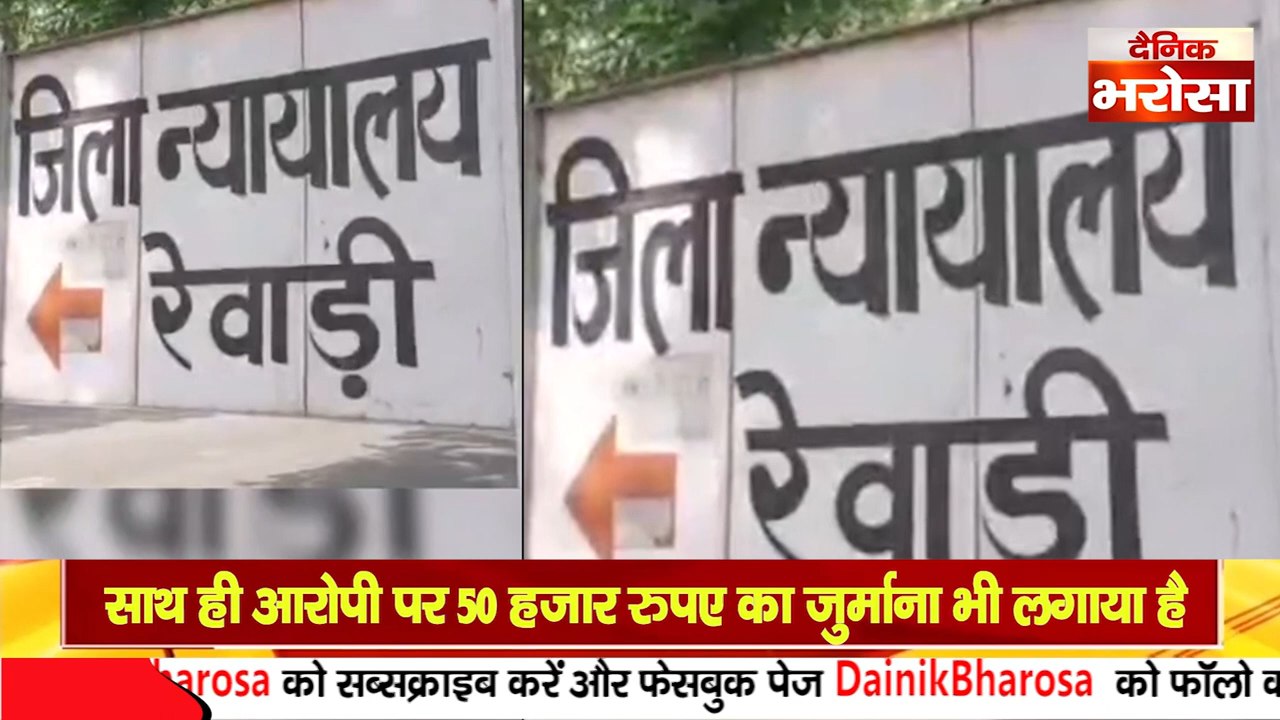 जिला न्यायालय
रेवाड़ी
जिला न्यायालय
रेवाड़ी
दैनिक
भरोसा
साथ ही आरोपी पर 50 हजार रुपए का जुर्माना भी लगाया है
को सब्सक्राइब करें और फेसबुक पेज DainikBharosa को फॉलो